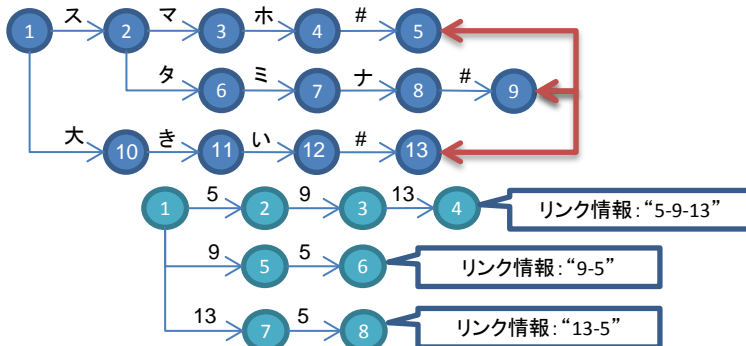 1 ス 2 マ 3 ホ 4 # 5
タ 6 ミ 7 ナ 8 # 9
大 10 き 11 い 12 # 13
1 5 2 9 3 13 4 リンク情報:“5-9-13”
9 5 5 6 リンク情報:“9-5”
13 7 5 8 リンク情報:“13-5”